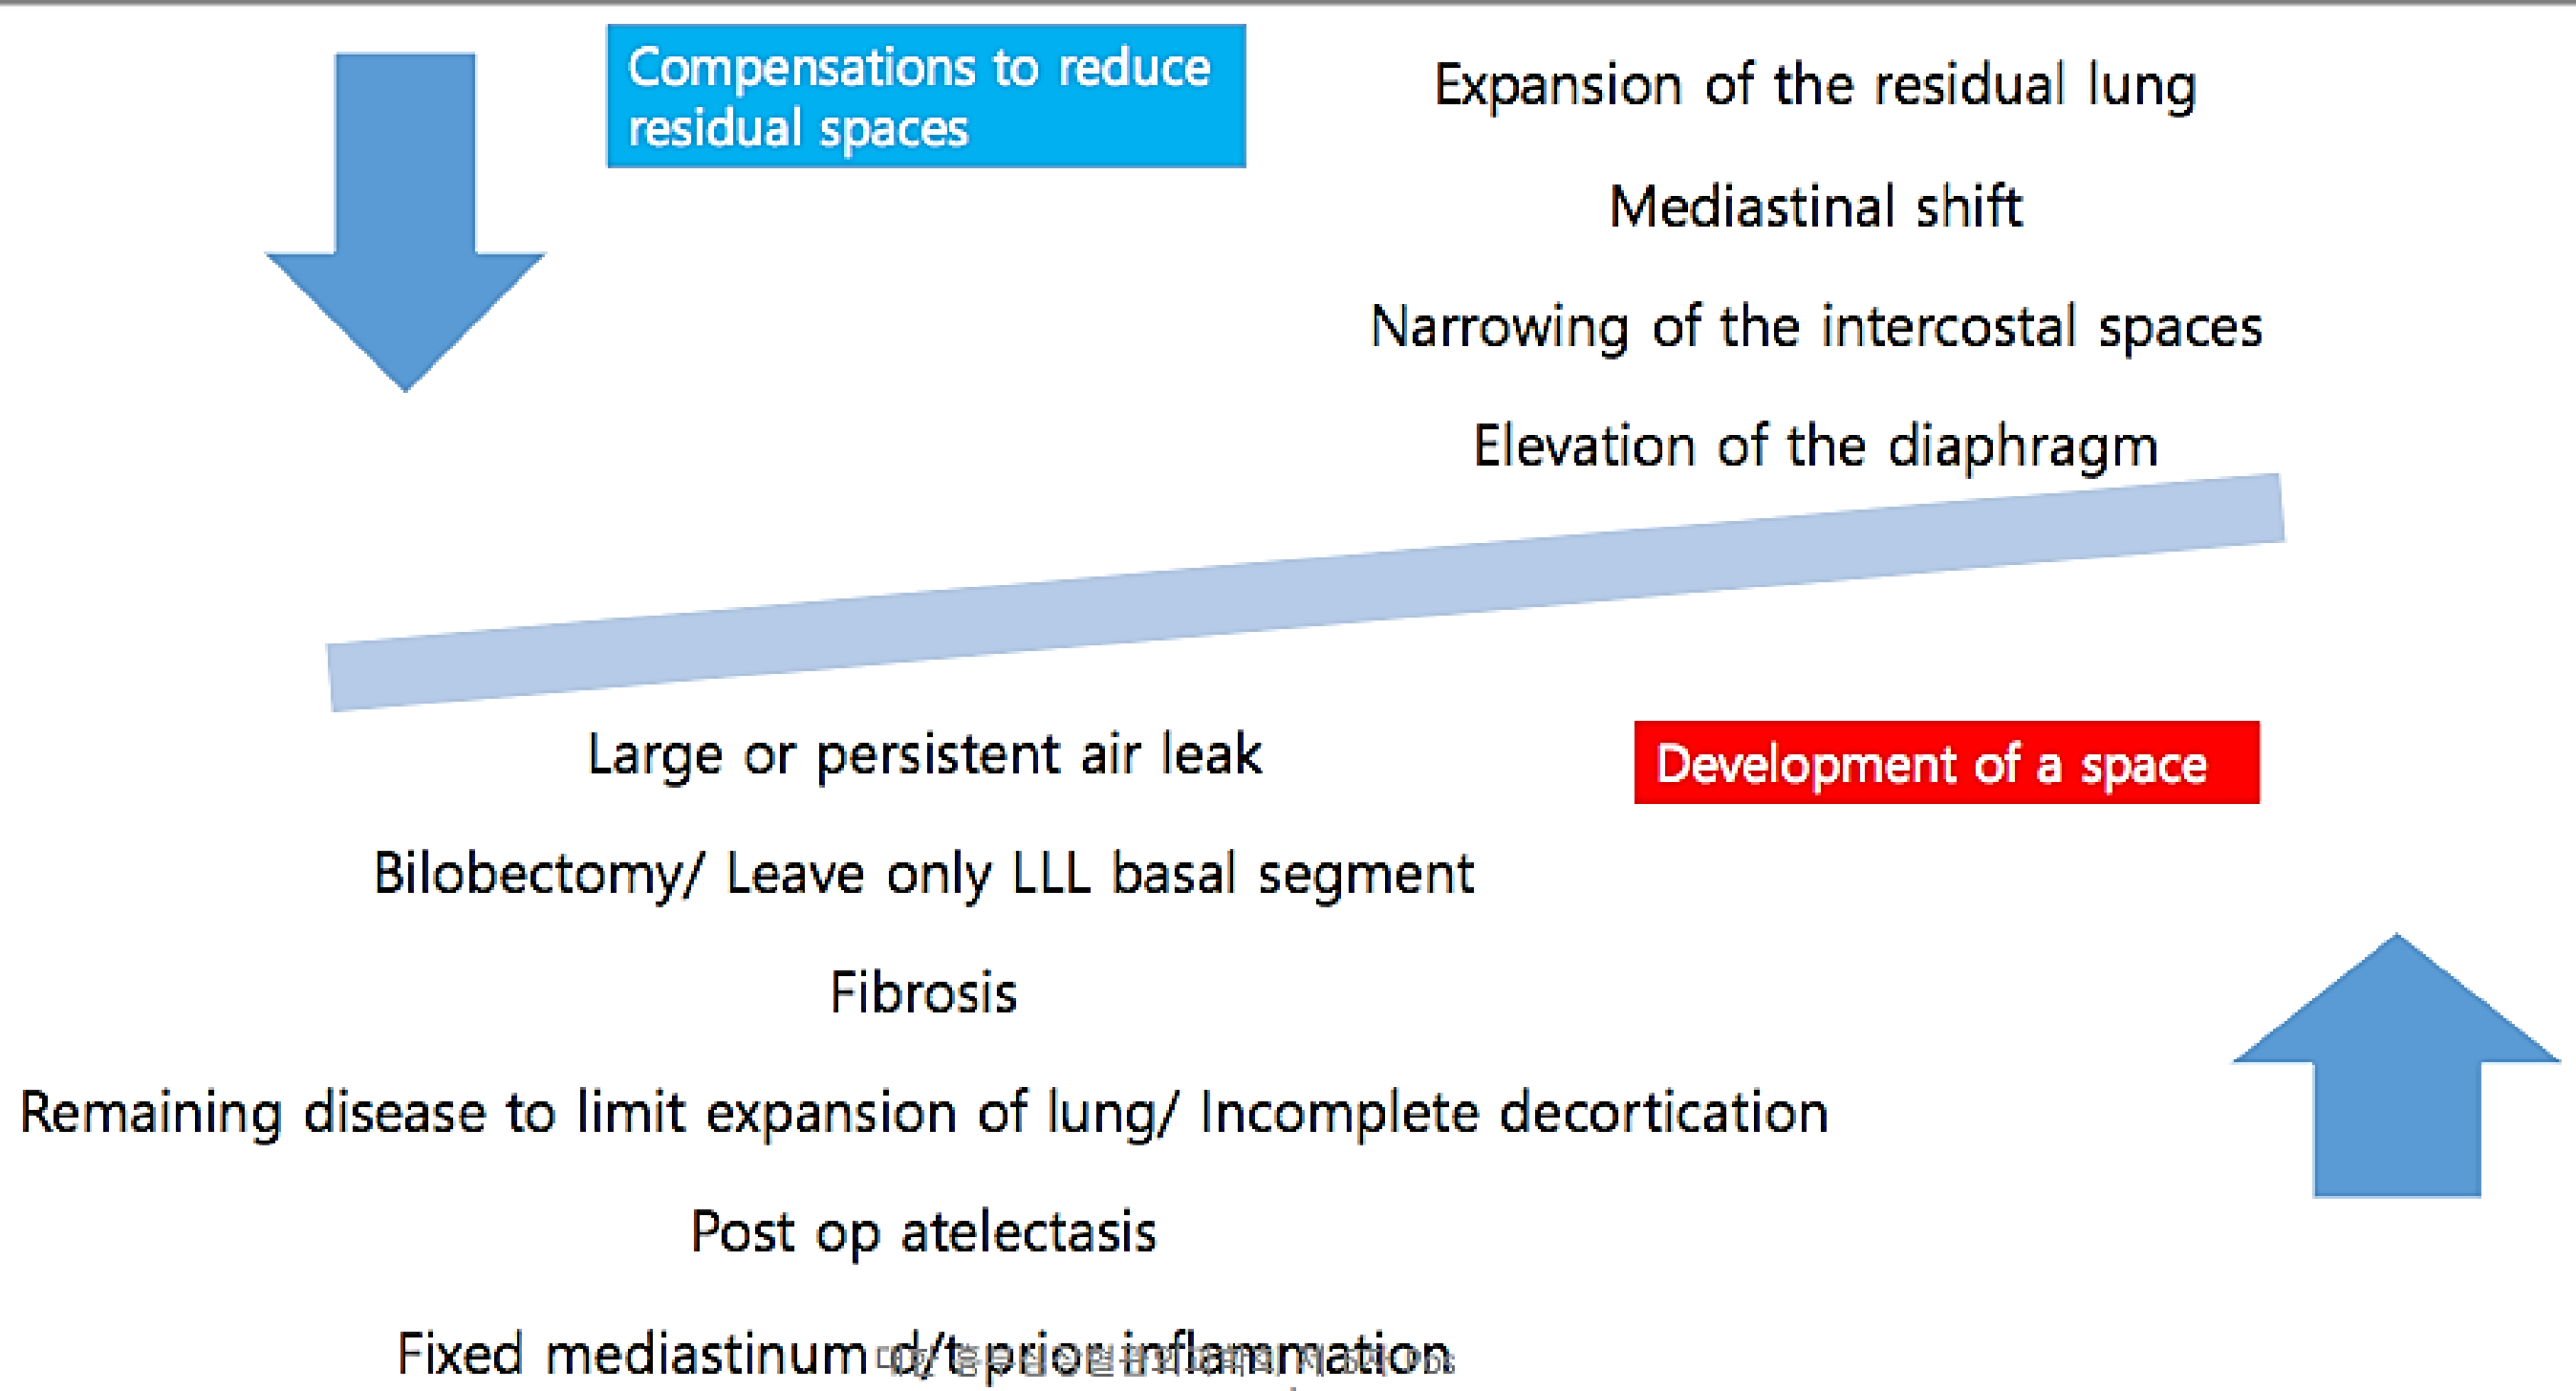 Compensations to reduce
residual spaces
Expansion of the residual lung
Mediastinal shift
Narrowing of the intercostal spaces
Elevation of the diaphragm
Large or persistent air leak
Development of a space
Bilobectomy/ Leave only LLL basal segment
Fibrosis
Remaining disease to limit expansion of lung/ Incomplete decortication
Post op atelectasis
Fixed mediastinum d/t prior inflammation